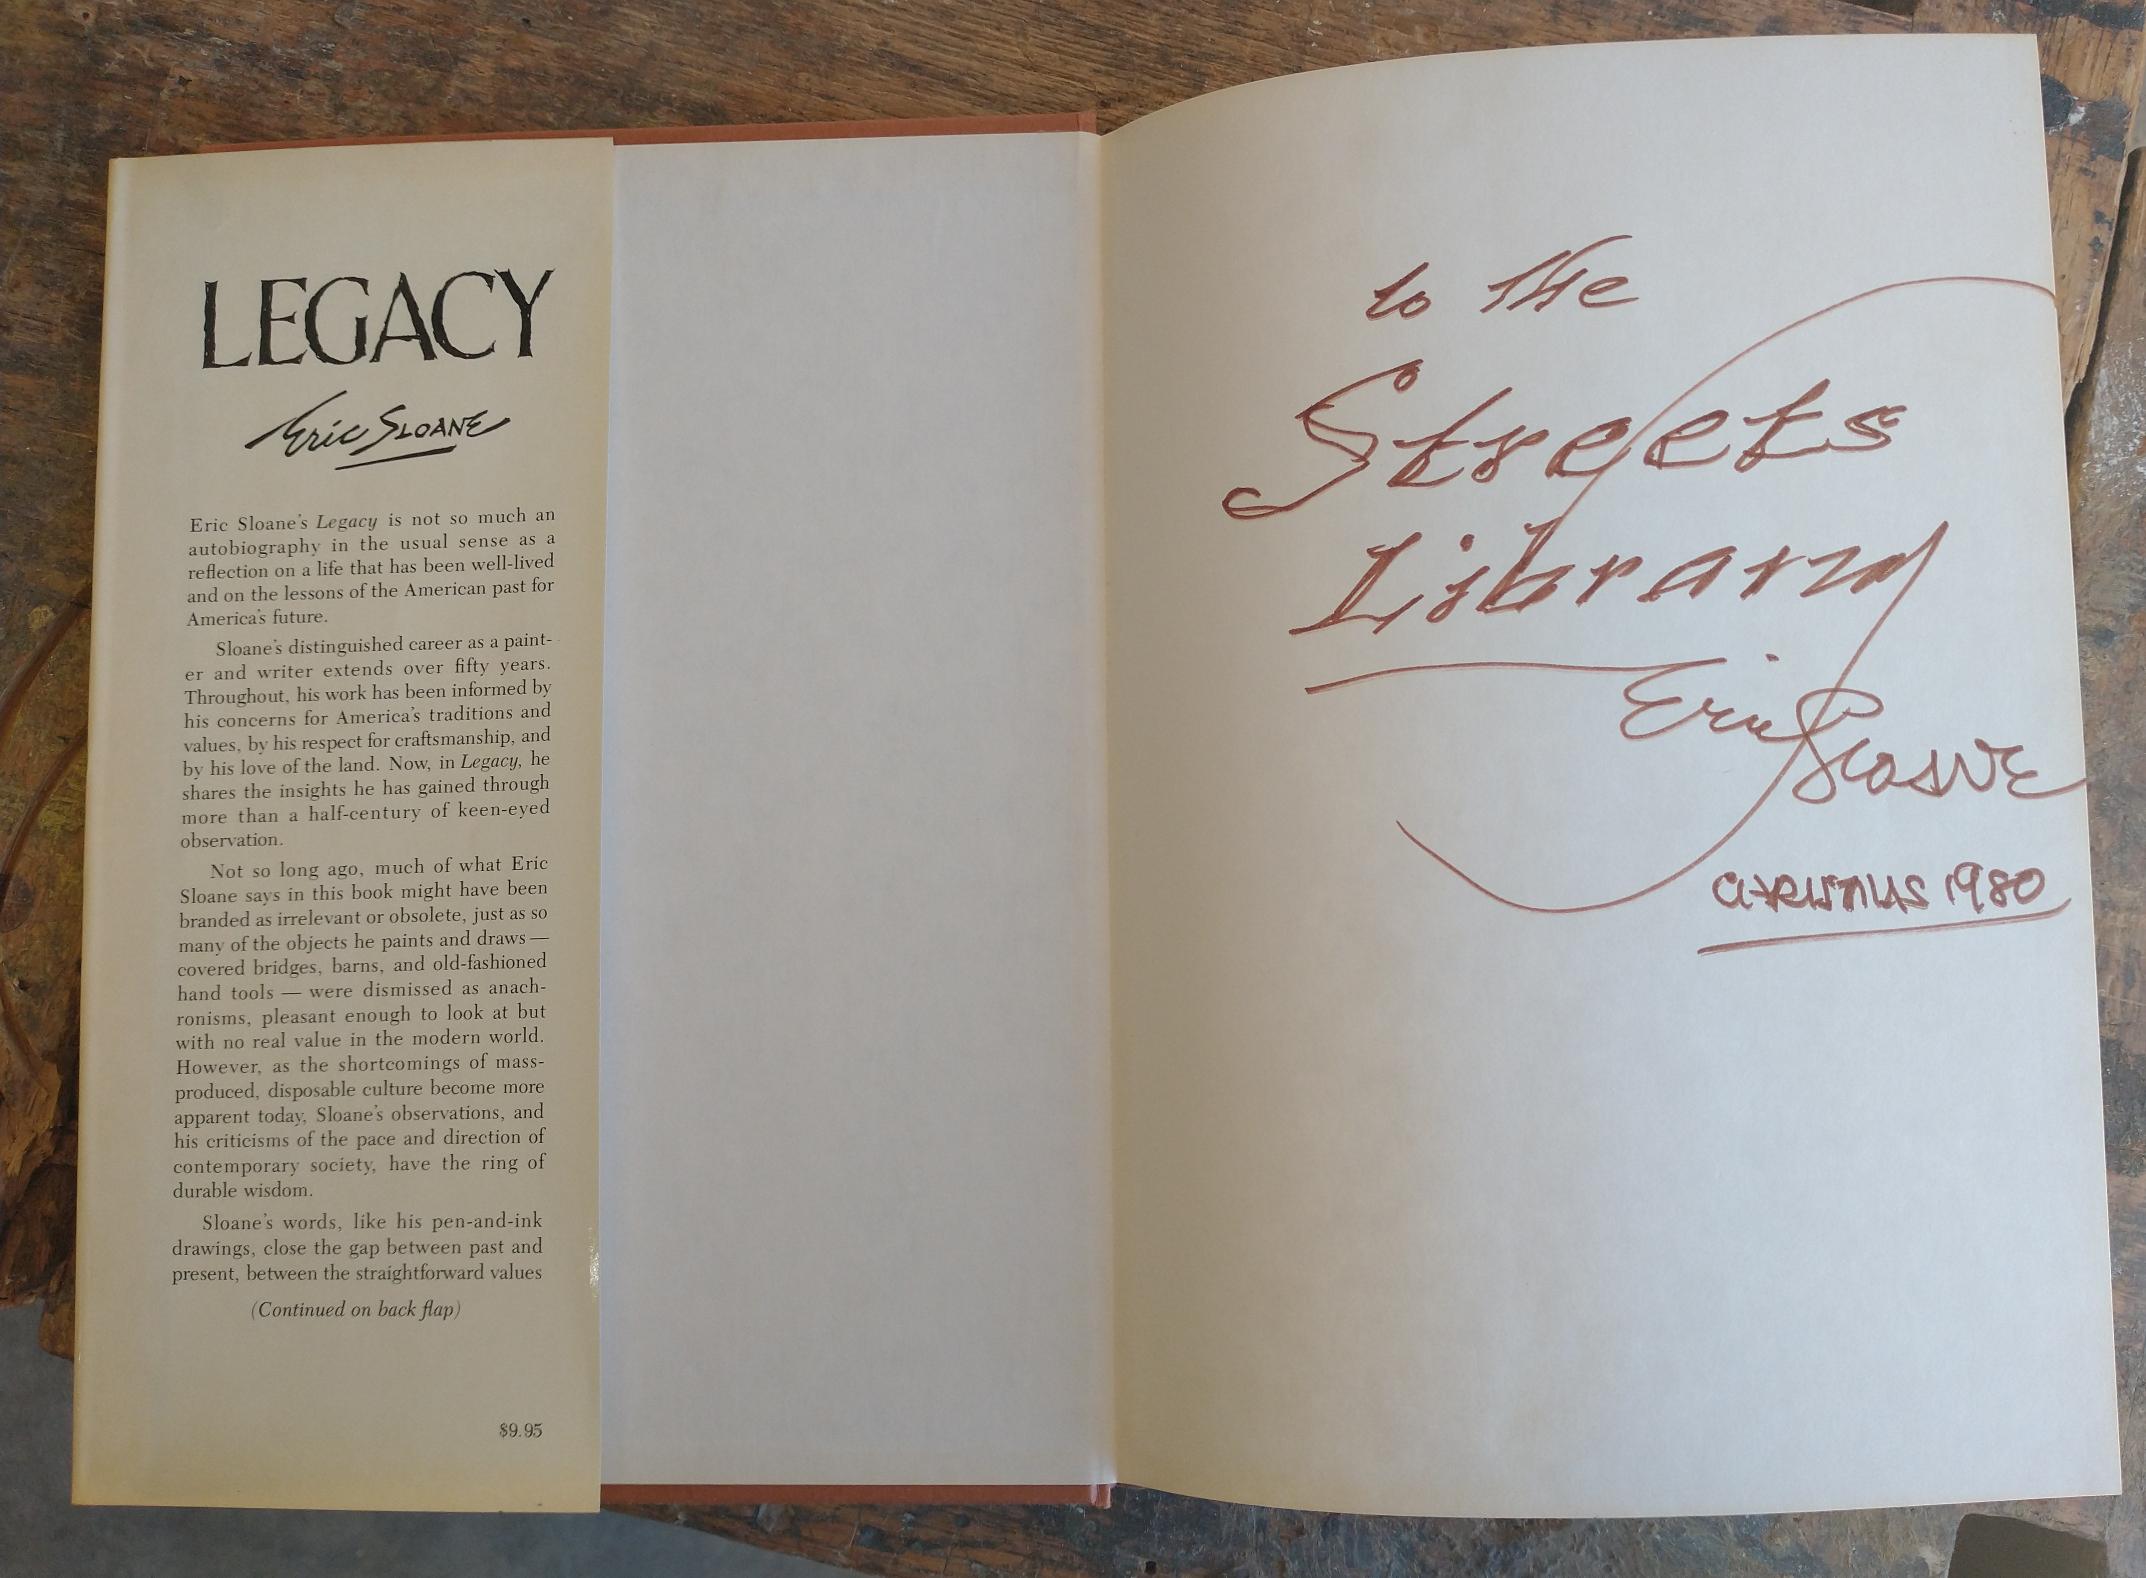 LEGACY
Eric SLOANE
Eric Sloane's Legacy is not so much an
autobiography in the usual sense as a
reflection on a life that has been well-lived
and on the lessons of the American past for
America's future.
Sloane's distinguished career as a paint-
er and writer extends over fifty years.
Throughout, his work has been informed by
his concerns for America's traditions and
values, by his respect for craftsmanship, and
by his love of the land. Now, in Legacy, he
shares the insights he has gained through
more than a half-century of keen-eyed
observation.
Not so long ago, much of what Eric
Sloane says in this book might have been
branded as irrelevant or obsolete, just as so
many of the objects he paints and draws —
covered bridges, barns, and old-fashioned
hand tools — were dismissed as anach-
ronisms, pleasant enough to look at but
with no real value in the modern world.
However, as the shortcomings of mass-
produced, disposable culture become more
apparent today, Sloane's observations, and
his criticisms of the pace and direction of
contemporary society, have the ring of
durable wisdom.
Sloane's words, like his pen-and-ink
drawings, close the gap between past and
present, between the straightforward values
(Continued on back flap)
$9.95
to the
Streets
Library
Eric
SLOANE
CHRISTMAS 1980